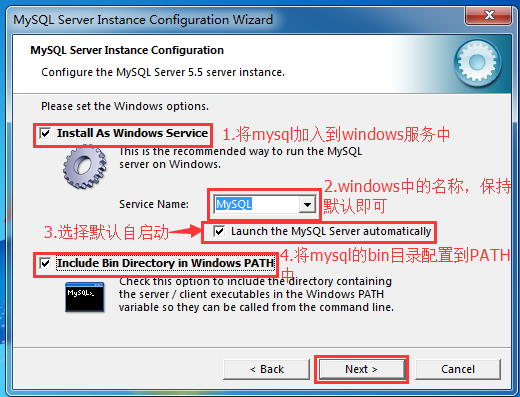 MySQL Server Instance Configuration Wizard
MySQL Server Instance Configuration
Configure the MySQL Server 5.5 server instance.
Please set the Windows options.
Install As Windows Service
1.将mysql加入到windows服务中
This is the recommended way to run the MySQL
server on Windows.
Service Name:
MySQL
2.windows中的名称，保持
默认即可
3.选择默认自启动
Launch the MySQL Server automatically
Include Bin Directory in Windows PATH
4.将mysql的bin目录配置到PATH
中
Check this option to include the directory containing
the server / client executables in the Windows PATH
variable so they can be called from the command line.
MySQL>_
< Back
Next >
Cancel